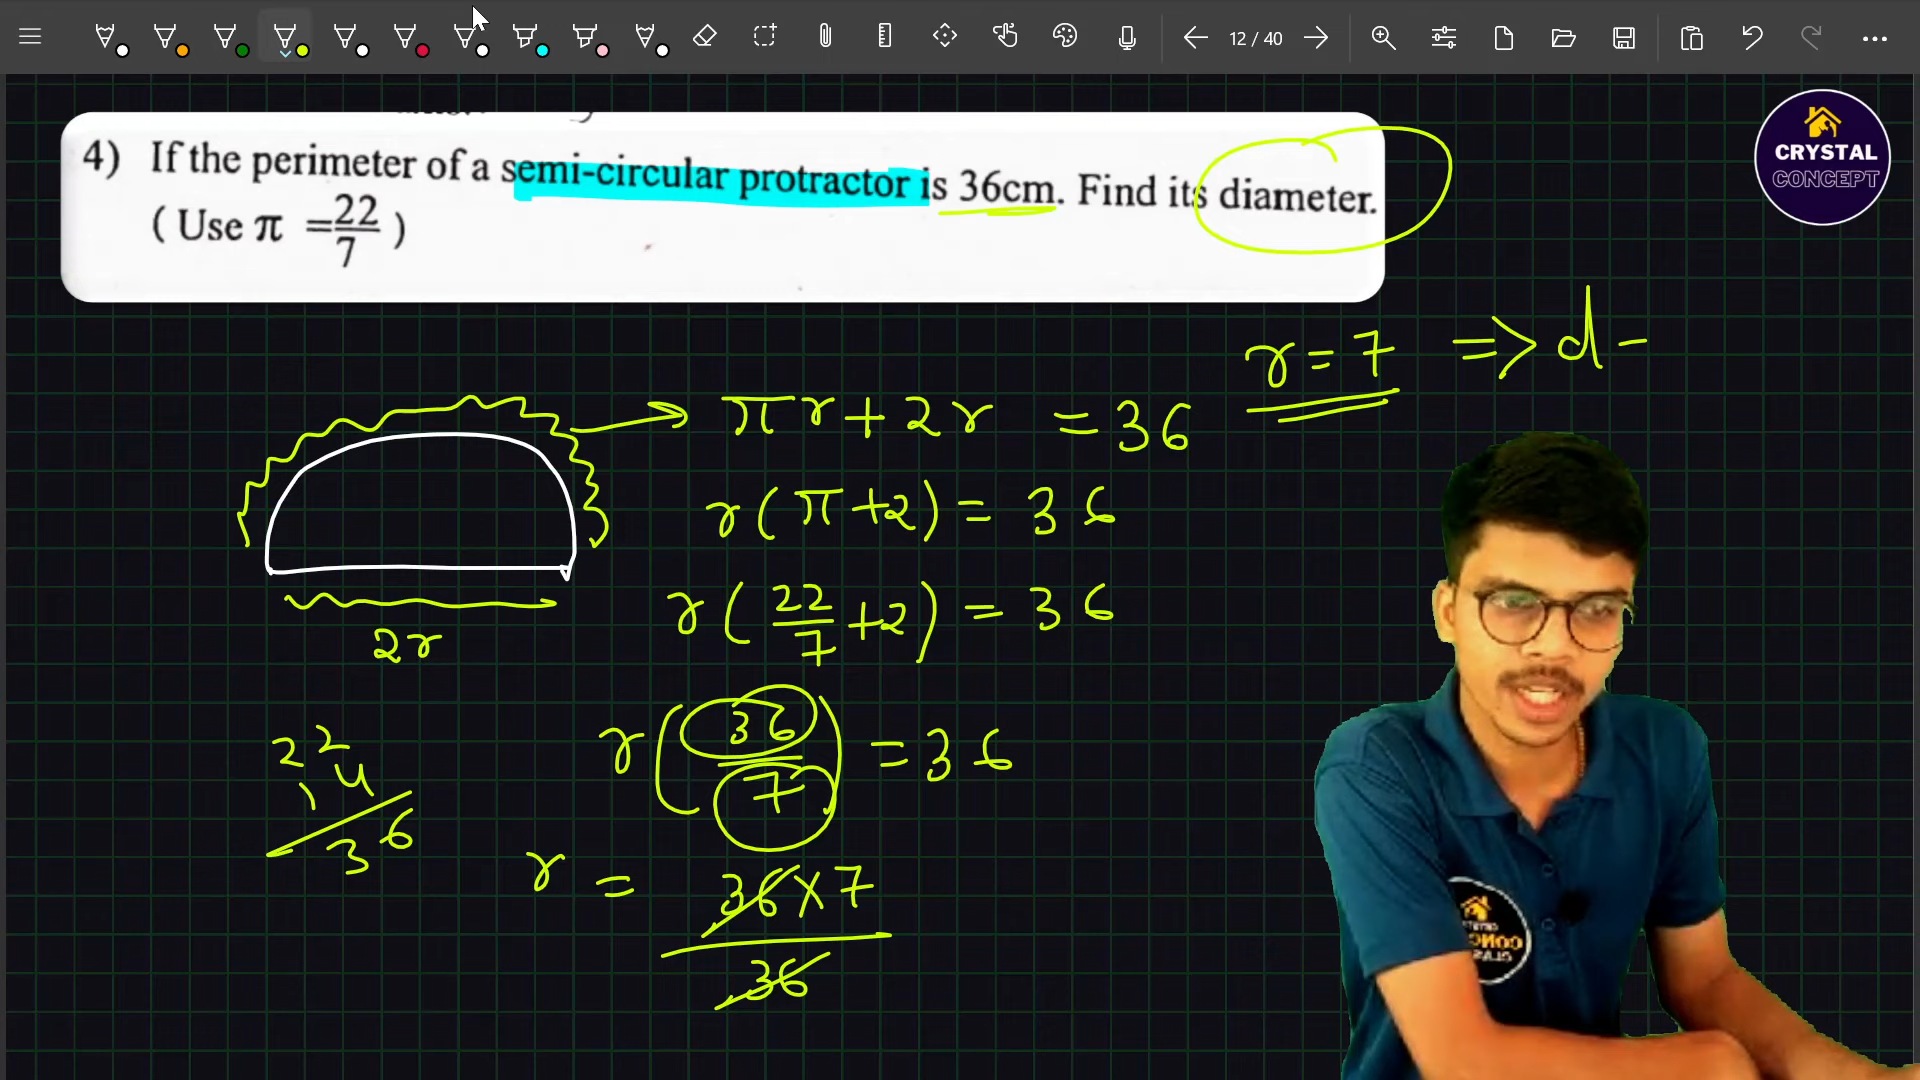 12 / 40
4) If the perimeter of a semi-circular protractor is 36cm. Find its diameter.
( Use π = 22/7 )
CRYSTAL
CONCEPT
r = 7 => d -
πr + 2r = 36
r ( π + 2 ) = 36
r ( 22/7 + 2 ) = 36
2r
r ( 36/7 ) = 36
22
14
36
r = 36 x 7
36